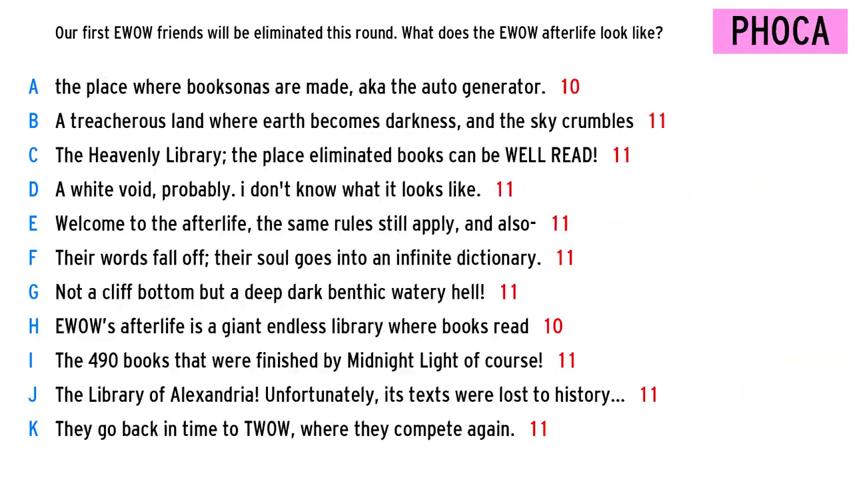 Our first EWOW friends will be eliminated this round. What does the EWOW afterlife look like?
PHOCA
A the place where booksonas are made, aka the auto generator. 10
B A treacherous land where earth becomes darkness, and the sky crumbles 11
C The Heavenly Library; the place eliminated books can be WELL READ! 11
D A white void, probably. i don't know what it looks like. 11
E Welcome to the afterlife, the same rules still apply, and also- 11
F Their words fall off; their soul goes into an infinite dictionary. 11
G Not a cliff bottom but a deep dark benthic watery hell! 11
H EWOW's afterlife is a giant endless library where books read 10
I The 490 books that were finished by Midnight Light of course! 11
J The Library of Alexandria! Unfortunately, its texts were lost to history... 11
K They go back in time to TWOW, where they compete again. 11